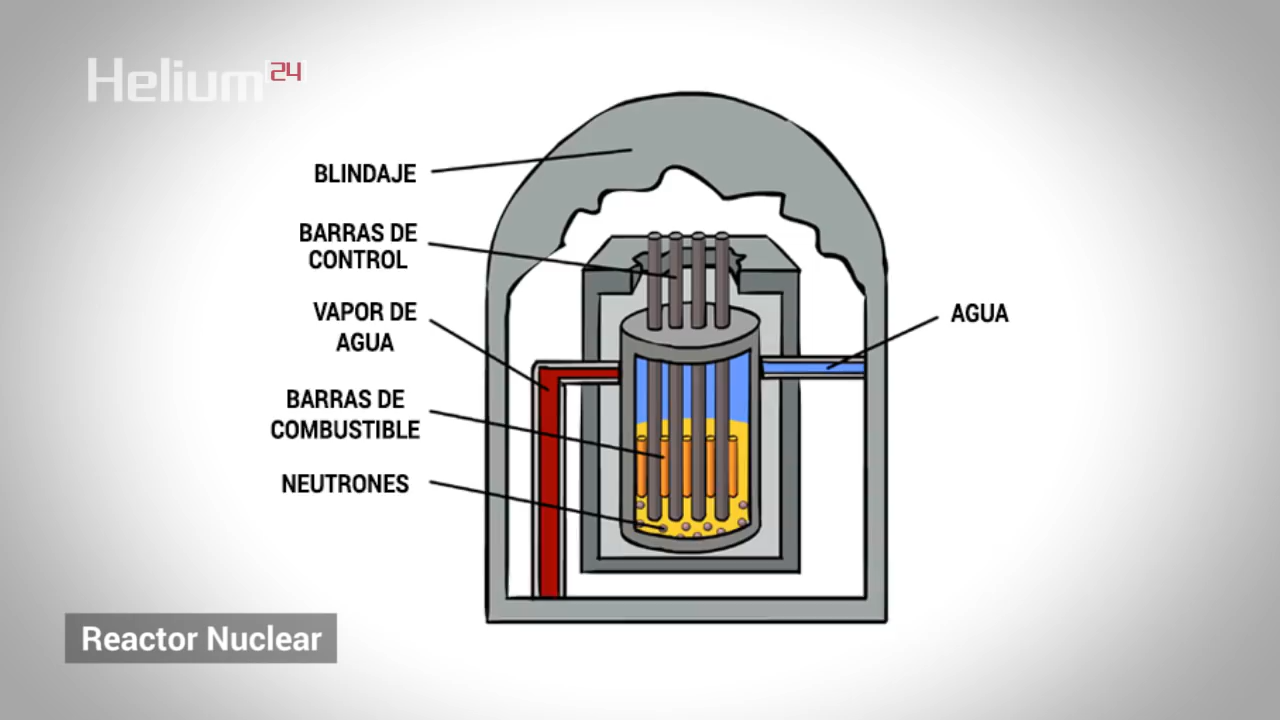 Helium24
BLINDAJE
BARRAS DE
CONTROL
VAPOR DE
AGUA
BARRAS DE
COMBUSTIBLE
NEUTRONES
AGUA
Reactor Nuclear